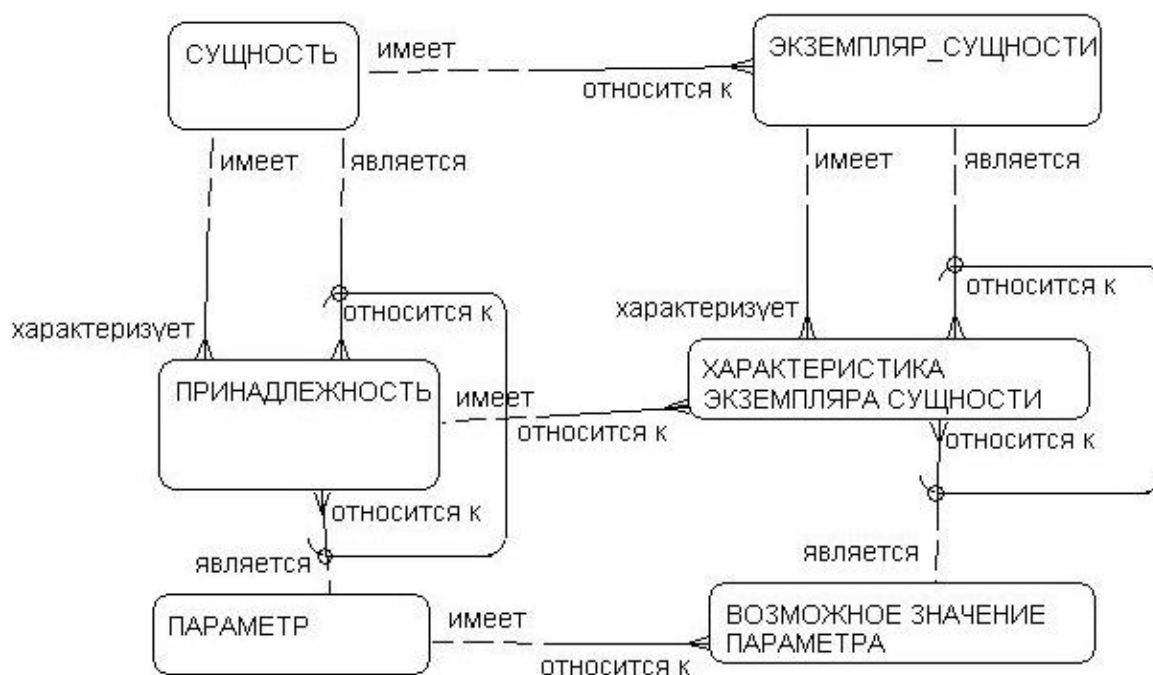 СУЩНОСТЬ
имеет
относится к
ЭКЗЕМПЛЯР_СУЩНОСТИ
имеет
является
имеет
является
относится к
относится к
характеризует
характеризует
ПРИНАДЛЕЖНОСТЬ
имеет
относится к
ХАРАКТЕРИСТИКА
ЭКЗЕМПЛЯРА СУЩНОСТИ
относится к
относится к
является
является
ПАРАМЕТР
имеет
относится к
ВОЗМОЖНОЕ ЗНАЧЕНИЕ
ПАРАМЕТРА